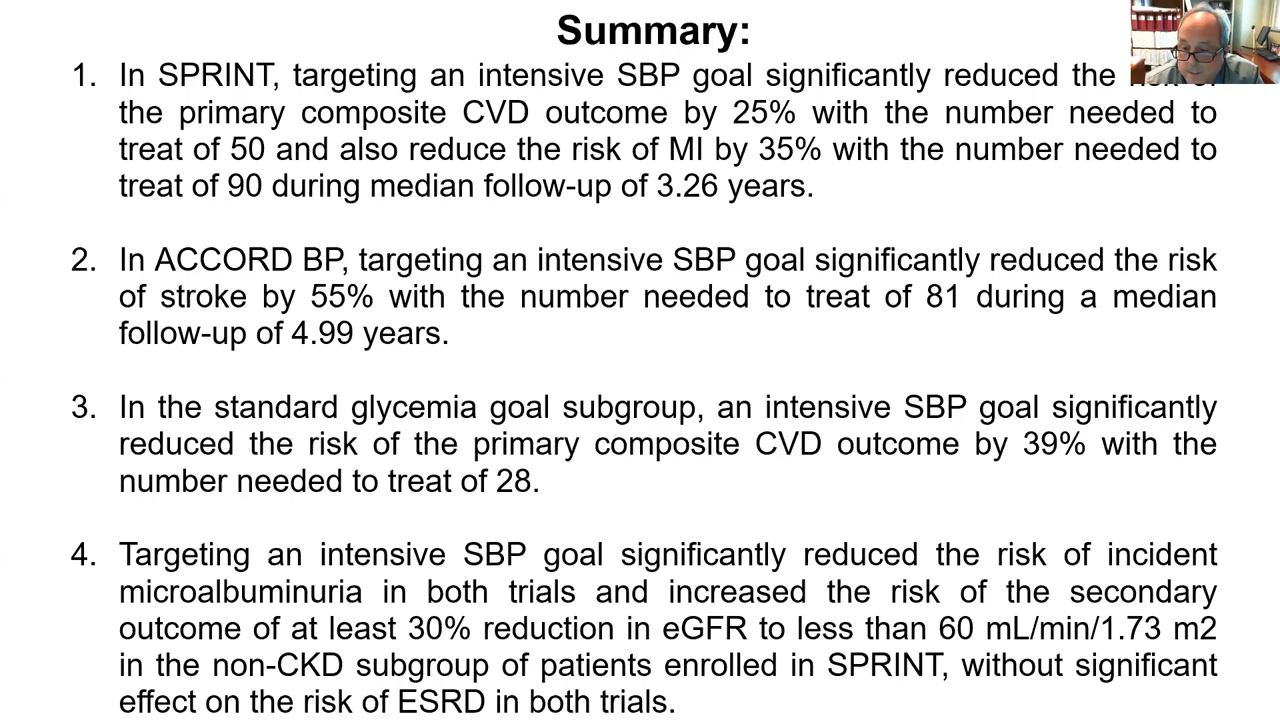 Summary:
1. In SPRINT, targeting an intensive SBP goal significantly reduced the
the primary composite CVD outcome by 25% with the number needed to
treat of 50 and also reduce the risk of MI by 35% with the number needed to
treat of 90 during median follow-up of 3.26 years.
2. In ACCORD BP, targeting an intensive SBP goal significantly reduced the risk
of stroke by 55% with the number needed to treat of 81 during a median
follow-up of 4.99 years.
3. In the standard glycemia goal subgroup, an intensive SBP goal significantly
reduced the risk of the primary composite CVD outcome by 39% with the
number needed to treat of 28.
4. Targeting an intensive SBP goal significantly reduced the risk of incident
microalbuminuria in both trials and increased the risk of the secondary
outcome of at least 30% reduction in eGFR to less than 60 mL/min/1.73 m2
in the non-CKD subgroup of patients enrolled in SPRINT, without significant
effect on the risk of ESRD in both trials.